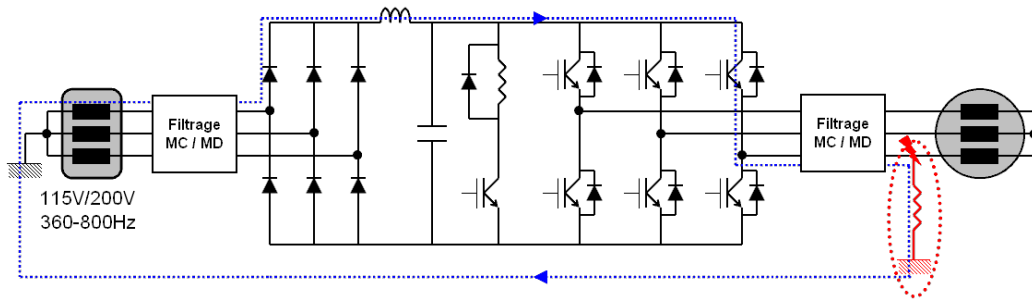 Filtrage
MC / MD
115V/200V
360-800Hz
Filtrage
MC / MD